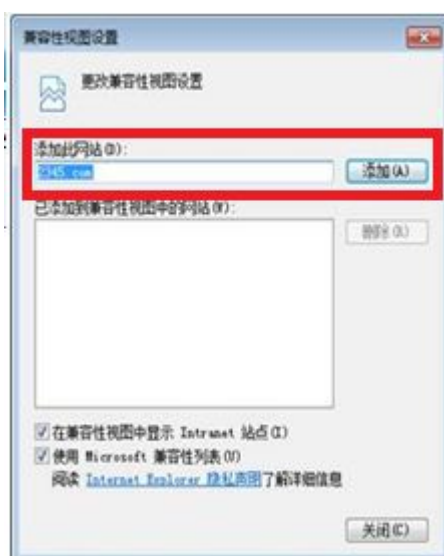 兼容性视图设置
更改兼容性视图设置
添加此网站(D):
2345.com
添加(A)
已添加到兼容性视图中的网站(W):
删除(R)
在兼容性视图中显示 Intranet 站点(I)
使用 Microsoft 兼容性列表(U)
阅读 Internet Explorer 隐私声明了解详细信息
关闭(C)